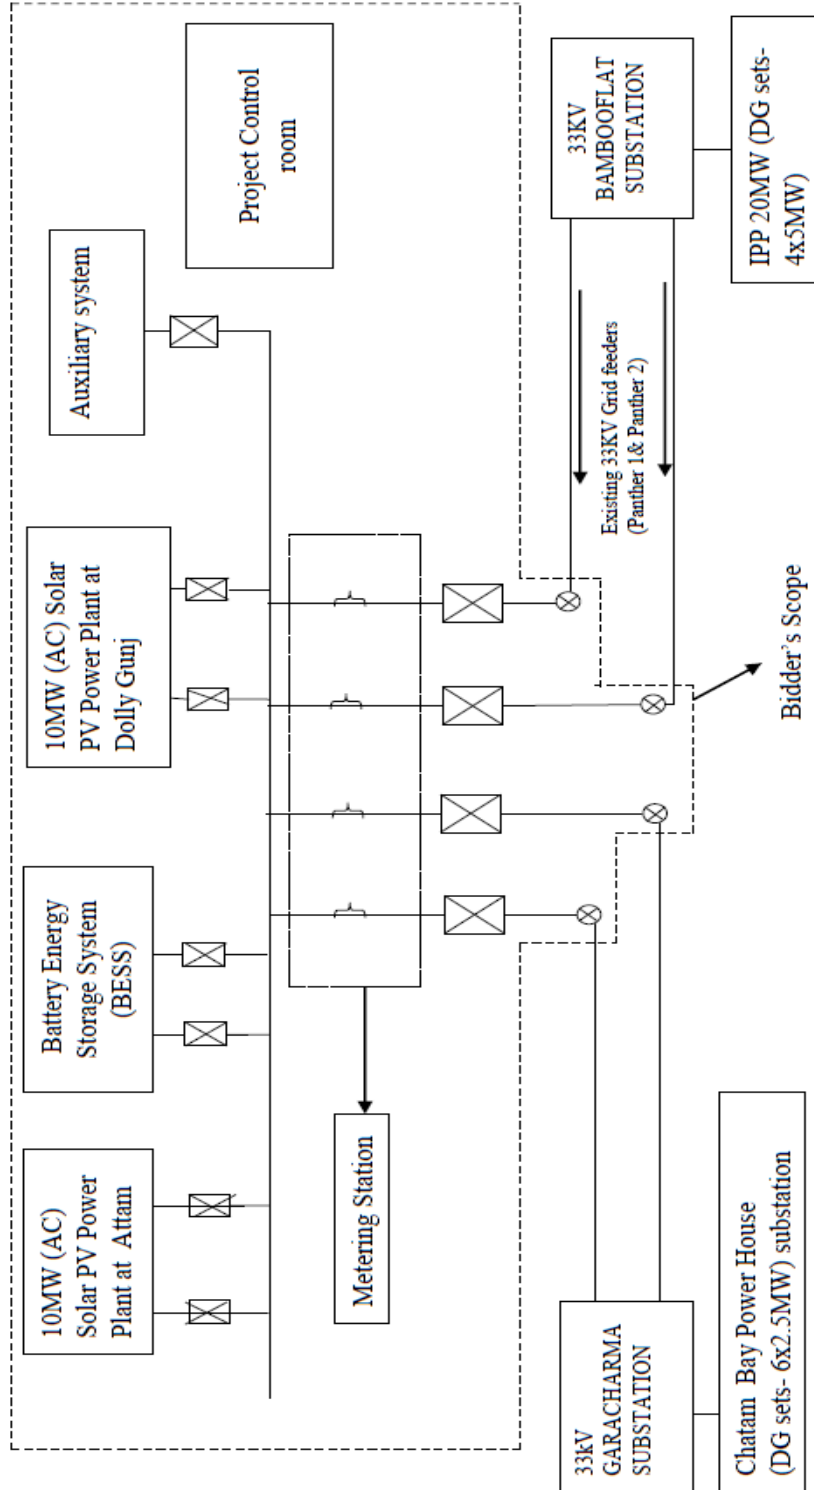 10MW (AC)
Solar PV Power
Plant at Attam
Battery Energy
Storage System
(BESS)
10MW (AC) Solar
PV Power Plant at
Dolly Gunj
Auxiliary system
Project Control
room
Metering Station
33kV
GARACHARMA
SUBSTATION
Chatam Bay Power House
(DG sets- 6x2.5MW) substation
Existing 33KV Grid feeders
(Panther 1& Panther 2)
33KV
BAMBOOFLAT
SUBSTATION
IPP 20MW (DG sets-
4x5MW)
Bidder’s Scope